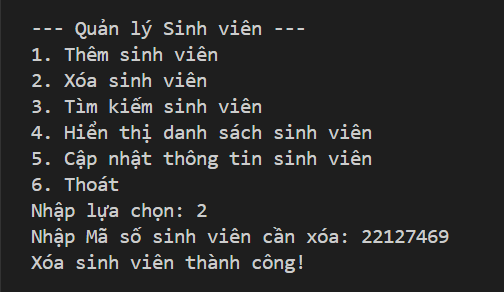 --- Quản lý Sinh viên ---
1. Thêm sinh viên
2. Xóa sinh viên
3. Tìm kiếm sinh viên
4. Hiển thị danh sách sinh viên
5. Cập nhật thông tin sinh viên
6. Thoát
Nhập lựa chọn: 2
Nhập Mã số sinh viên cần xóa: 22127469
Xóa sinh viên thành công!